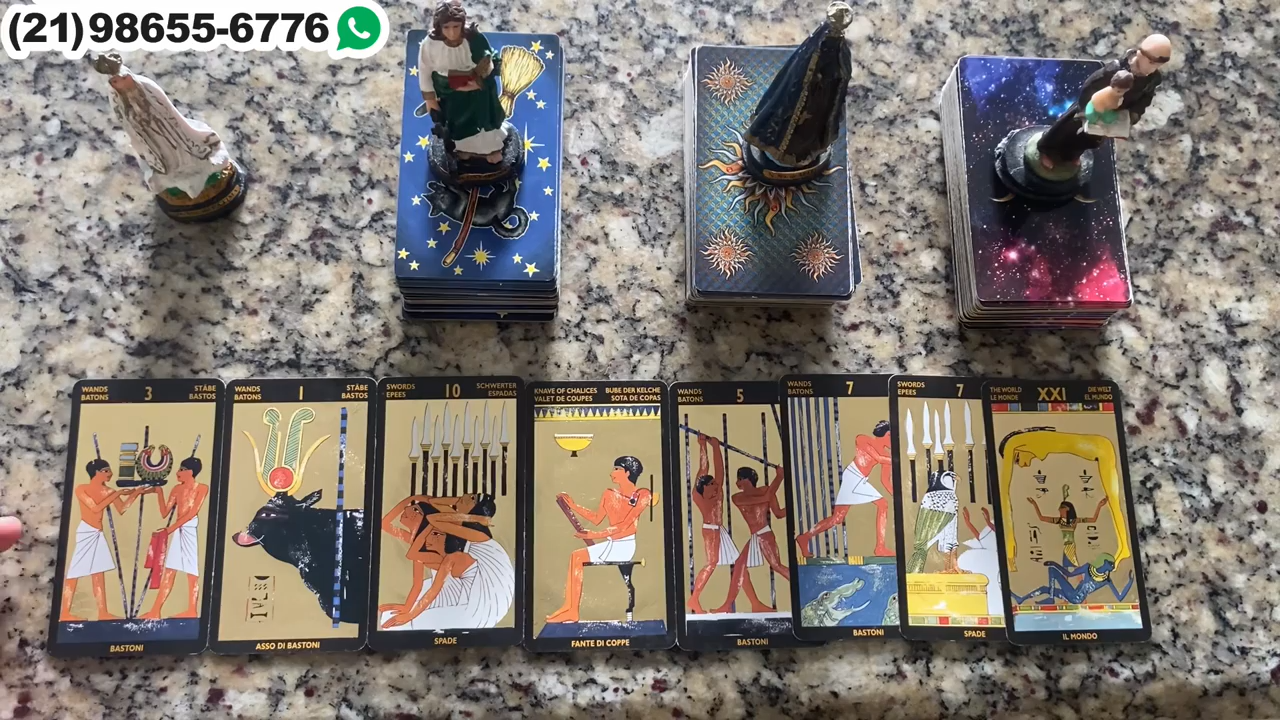 (21)98655-6776
WANDS 3 STÄBE
BATONS BASTOS
BASTONI
WANDS 1 STÄBE
BATONS BASTOS
ASSO DI BASTONI
SWORDS 10 SCHWERTER
EPEES ESPADAS
SPADE
KNAVE OF CHALICES BUBE DER KELCHE
VALET DE COUPES SOTA DE COPAS
FANTE DI COPPE
WANDS 5
BATONS
BASTONI
WANDS 7
BATONS
BASTONI
SWORDS 7
EPEES
SPADE
THE WORLD XXI DIE WELT
LE MONDE EL MUNDO
IL MONDO